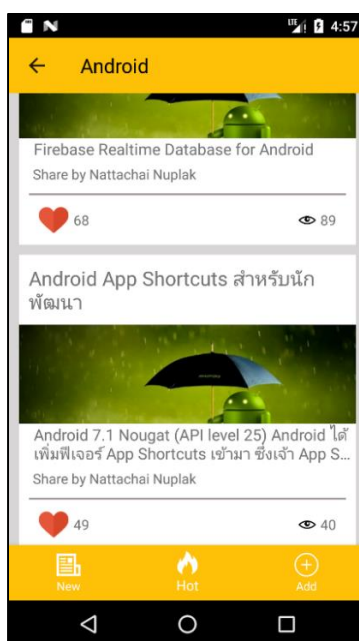 LTE 4:57
Android
Firebase Realtime Database for Android
Share by Nattachai Nuplak
68 89
Android App Shortcuts สำหรับนัก
พัฒนา
Android 7.1 Nougat (API level 25) Android ได้
เพิ่มฟีเจอร์ App Shortcuts เข้ามา ซึ่งเจ้า App S...
Share by Nattachai Nuplak
49 40
New Hot Add